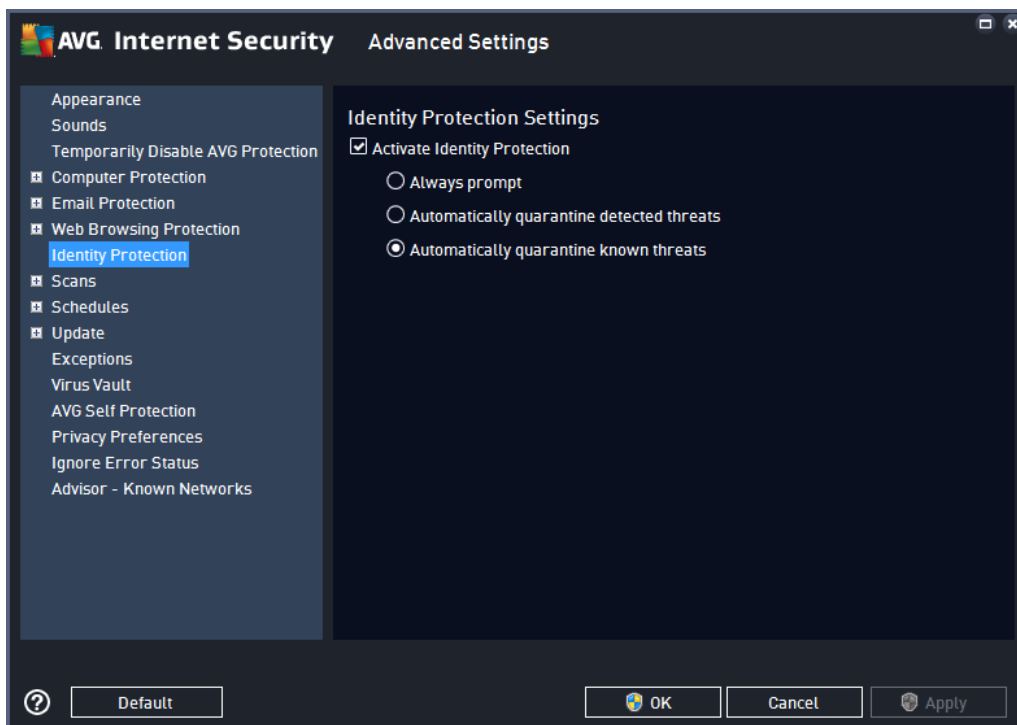 AVG Internet Security Advanced Settings
Appearance
Sounds
Temporarily Disable AVG Protection
Computer Protection
Email Protection
Web Browsing Protection
Identity Protection
Scans
Schedules
Update
Exceptions
Virus Vault
AVG Self Protection
Privacy Preferences
Ignore Error Status
Advisor - Known Networks
Identity Protection Settings
Activate Identity Protection
Always prompt
Automatically quarantine detected threats
Automatically quarantine known threats
? Default OK Cancel Apply